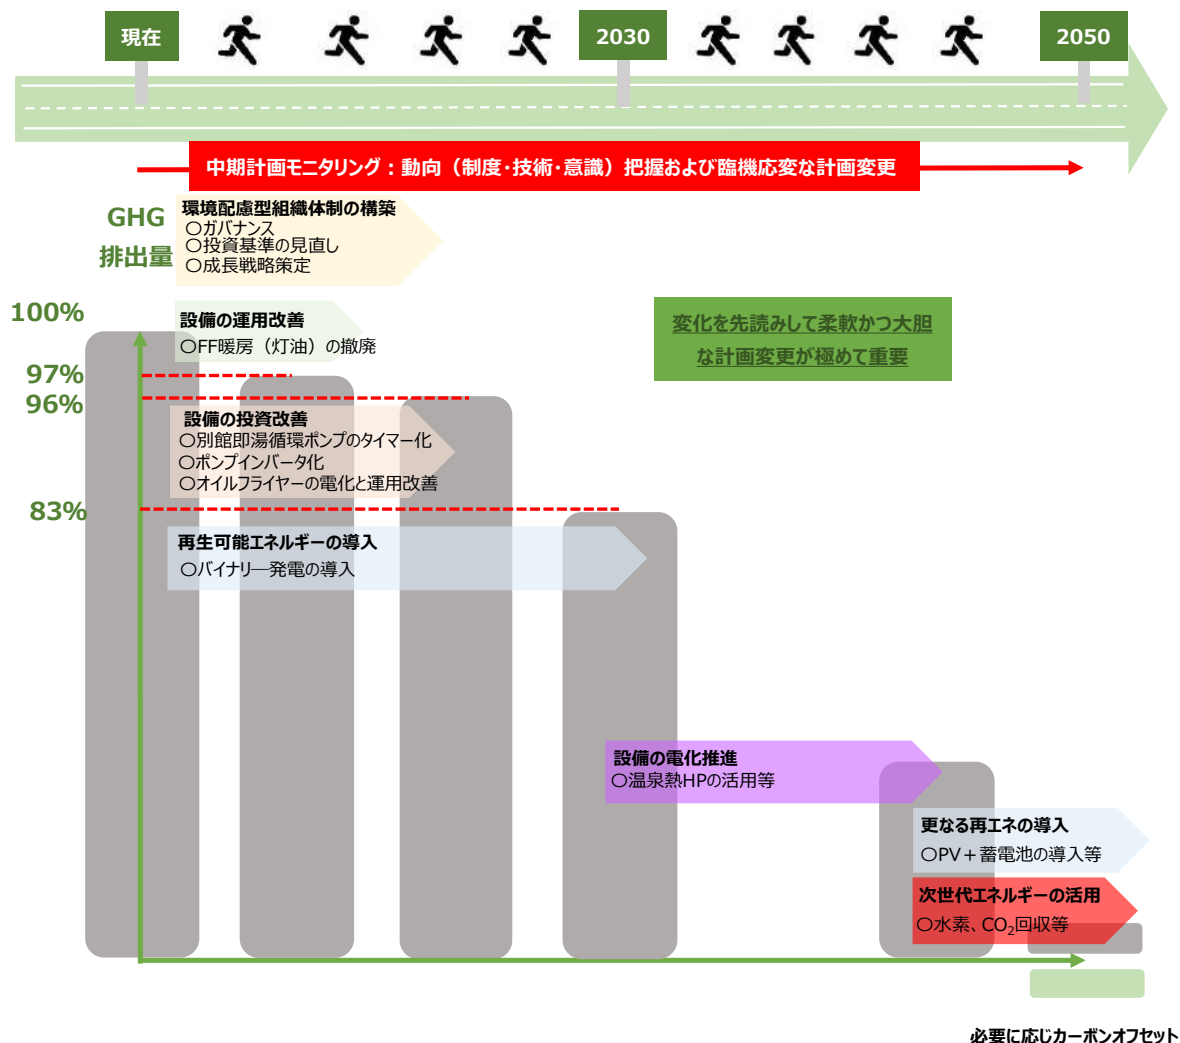 現在
2030
2050
中期計画モニタリング：動向（制度・技術・意識）把握および臨機応変な計画変更
GHG
排出量
環境配慮型組織体制の構築
○ガバナンス
○投資基準の見直し
○成長戦略策定
100%
設備の運用改善
○FF暖房（灯油）の撤廃
変化を先読みして柔軟かつ大胆
な計画変更が極めて重要
97%
96%
設備の投資改善
○別館即湯循環ポンプのタイマー化
○ポンプインバータ化
○オイルフライヤーの電化と運用改善
83%
再生可能エネルギーの導入
○バイナリ―発電の導入
設備の電化推進
○温泉熱HPの活用等
更なる再エネの導入
○PV＋蓄電池の導入等
次世代エネルギーの活用
○水素、CO₂回収等
必要に応じカーボンオフセット